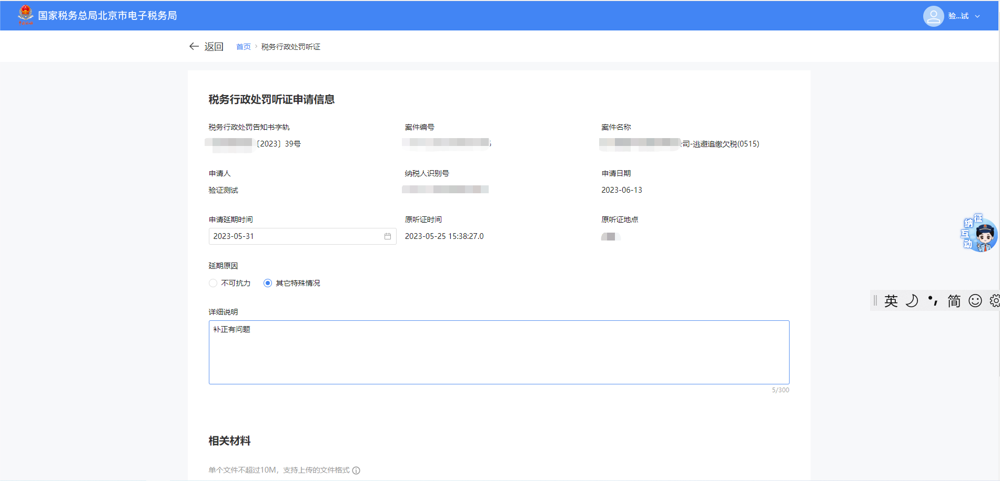 国家税务总局北京市电子税务局
验...试
返回 首页 > 税务行政处罚听证
税务行政处罚听证申请信息
税务行政处罚告知书字轨 案件编号 案件名称
〔2023〕39号 司-逃避追缴欠税(0515)
申请人 纳税人识别号 申请日期
验证测试 2023-06-13
申请延期时间 原听证时间 原听证地点
2023-05-31 2023-05-25 15:38:27.0
征纳互动
延期原因
不可抗力 其它特殊情况
英 简
详细说明
补正有问题
5/300
相关材料
单个文件不超过10M，支持上传的文件格式